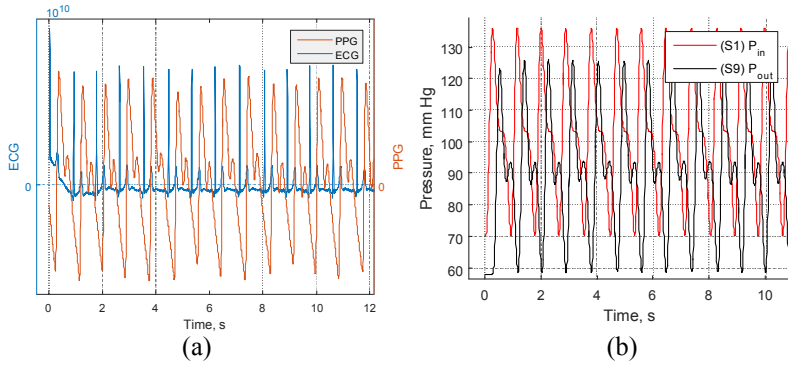 10^10
PPG
ECG
ECG
0
0
PPG
0 2 4 6 8 10 12
Time, s
(a)
(S1) P_in
(S9) P_out
130
120
110
100
90
80
70
60
Pressure, mm Hg
0 2 4 6 8 10
Time, s
(b)